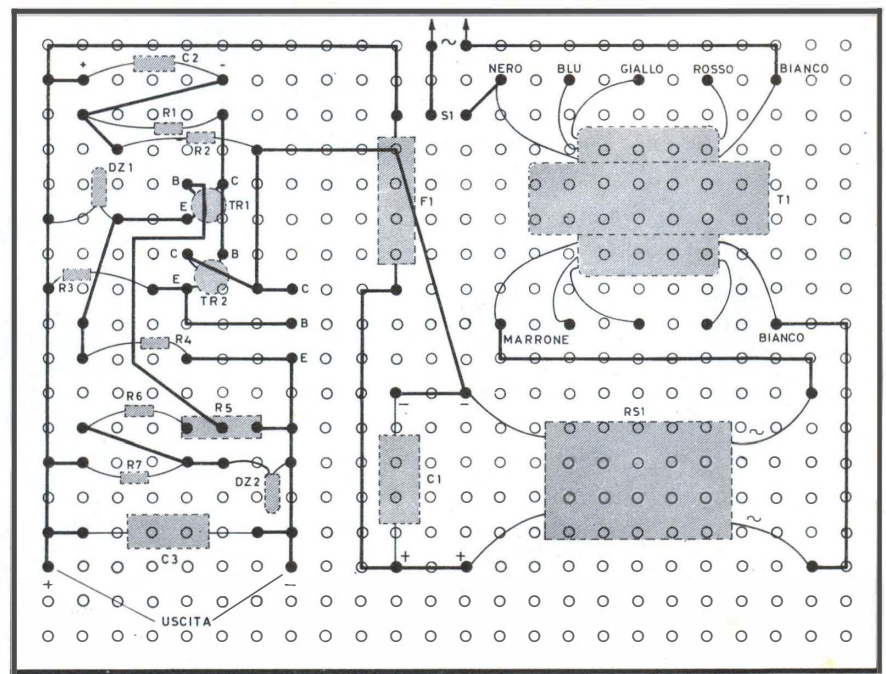 ~
+ C2 -
NERO BLU GIALLO ROSSO BIANCO
R1
S1
R2
DZ1
B C
TR1
E
F1
T1
C B
E
R3
TR2
C
B
R4
MARRONE
BIANCO
E
R6
R5
- -
RS1
~
R7
DZ2
C1
C3
~
+ +
+ -
USCITA